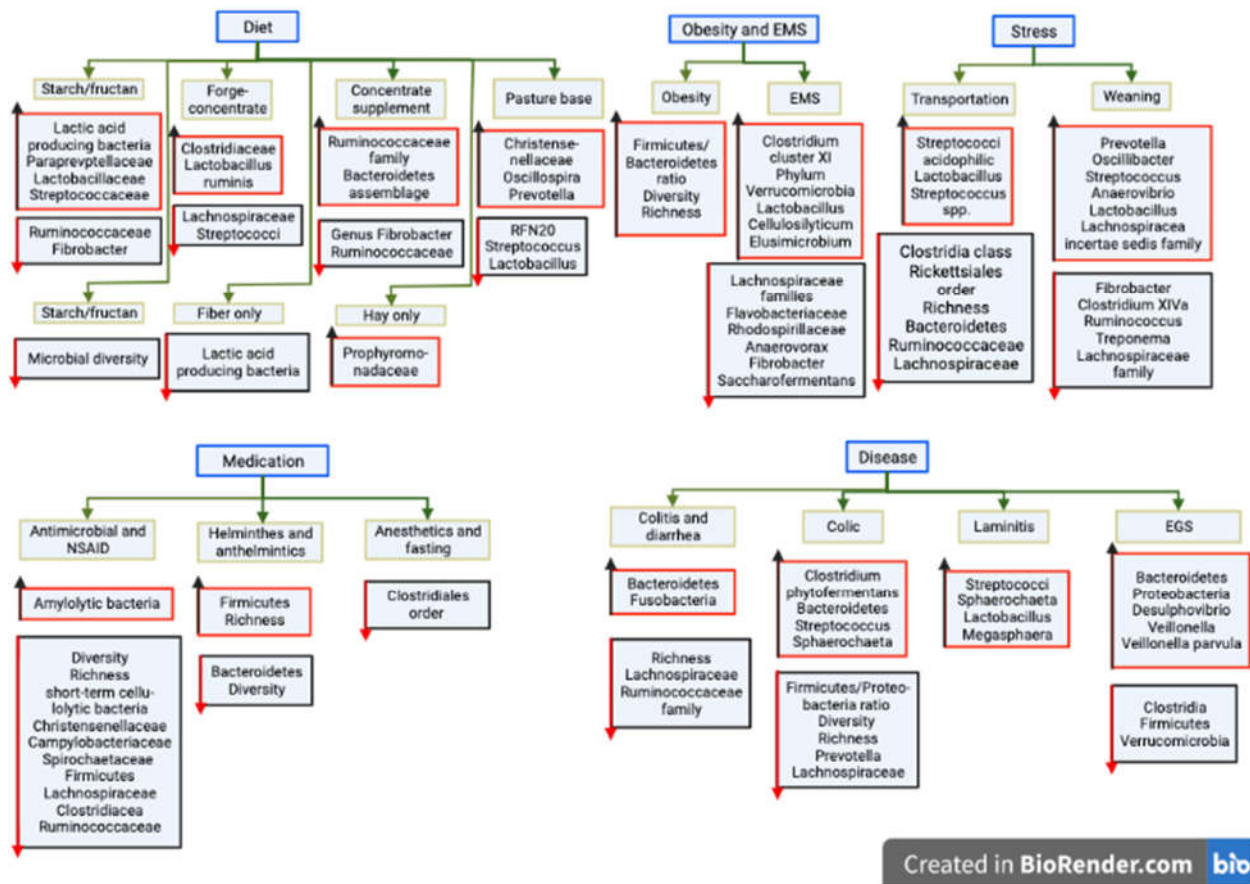 Diet
Starch/fructan
Lactic acid
producing bacteria
Paraprevptellaceae
Lactobacillaceae
Streptococcaceae
Ruminococcaceae
Fibrobacter
Forge-
concentrate
Clostridiaceae
Lactobacillus
ruminis
Lachnospiraceae
Streptococci
Concentrate
supplement
Ruminococcaceae
family
Bacteroidetes
assemblage
Genus Fibrobacter
Ruminococcaceae
Pasture base
Christense-
nellaceae
Oscillospira
Prevotella
RFN20
Streptococcus
Lactobacillus
Starch/fructan
Microbial diversity
Fiber only
Lactic acid
producing bacteria
Hay only
Prophyromo-
nadaceae
Obesity and EMS
Obesity
Firmicutes/
Bacteroidetes
ratio
Diversity
Richness
EMS
Clostridium
cluster XI
Phylum
Verrucomicrobia
Lactobacillus
Cellulosilyticum
Elusimicrobium
Lachnospiraceae
families
Flavobacteriaceae
Rhodospirillaceae
Anaerovorax
Fibrobacter
Saccharofermentans
Stress
Transportation
Streptococci
acidophilic
Lactobacillus
Streptococcus
spp.
Clostridia class
Rickettsiales
order
Richness
Bacteroidetes
Ruminococcaceae
Lachnospiraceae
Weaning
Prevotella
Oscillibacter
Streptococcus
Anaerovibrio
Lactobacillus
Lachnospiracea
incertae sedis family
Fibrobacter
Clostridium XIVa
Ruminococcus
Treponema
Lachnospiraceae
family
Medication
Antimicrobial and
NSAID
Amylolytic bacteria
Diversity
Richness
short-term cellu-
lolytic bacteria
Christensenellaceae
Campylobacteriaceae
Spirochaetaceae
Firmicutes
Lachnospiraceae
Clostridiacea
Ruminococcaceae
Helminthes and
anthelmintics
Firmicutes
Richness
Bacteroidetes
Diversity
Anesthetics and
fasting
Clostridiales
order
Disease
Colitis and
diarrhea
Bacteroidetes
Fusobacteria
Richness
Lachnospiraceae
Ruminococcaceae
family
Colic
Clostridium
phytofermentans
Bacteroidetes
Streptococcus
Sphaerochaeta
Firmicutes/Proteo-
bacteria ratio
Diversity
Richness
Prevotella
Lachnospiraceae
Laminitis
Streptococci
Sphaerochaeta
Lactobacillus
Megasphaera
EGS
Bacteroidetes
Proteobacteria
Desulphovibrio
Veillonella
Veillonella parvula
Clostridia
Firmicutes
Verrucomicrobia
Created in BioRender.com bio